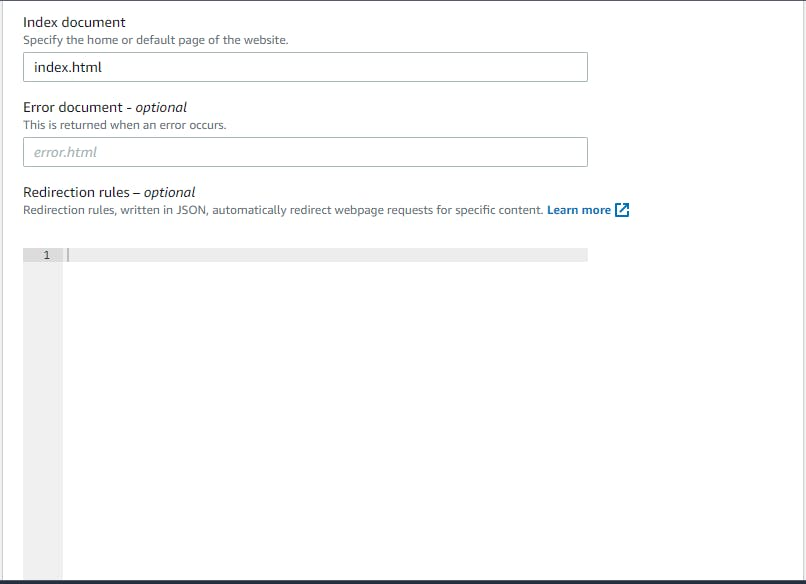 Index document
Specify the home or default page of the website.
index.html
Error document - optional
This is returned when an error occurs.
error.html
Redirection rules – optional
Redirection rules, written in JSON, automatically redirect webpage requests for specific content. Learn more
1